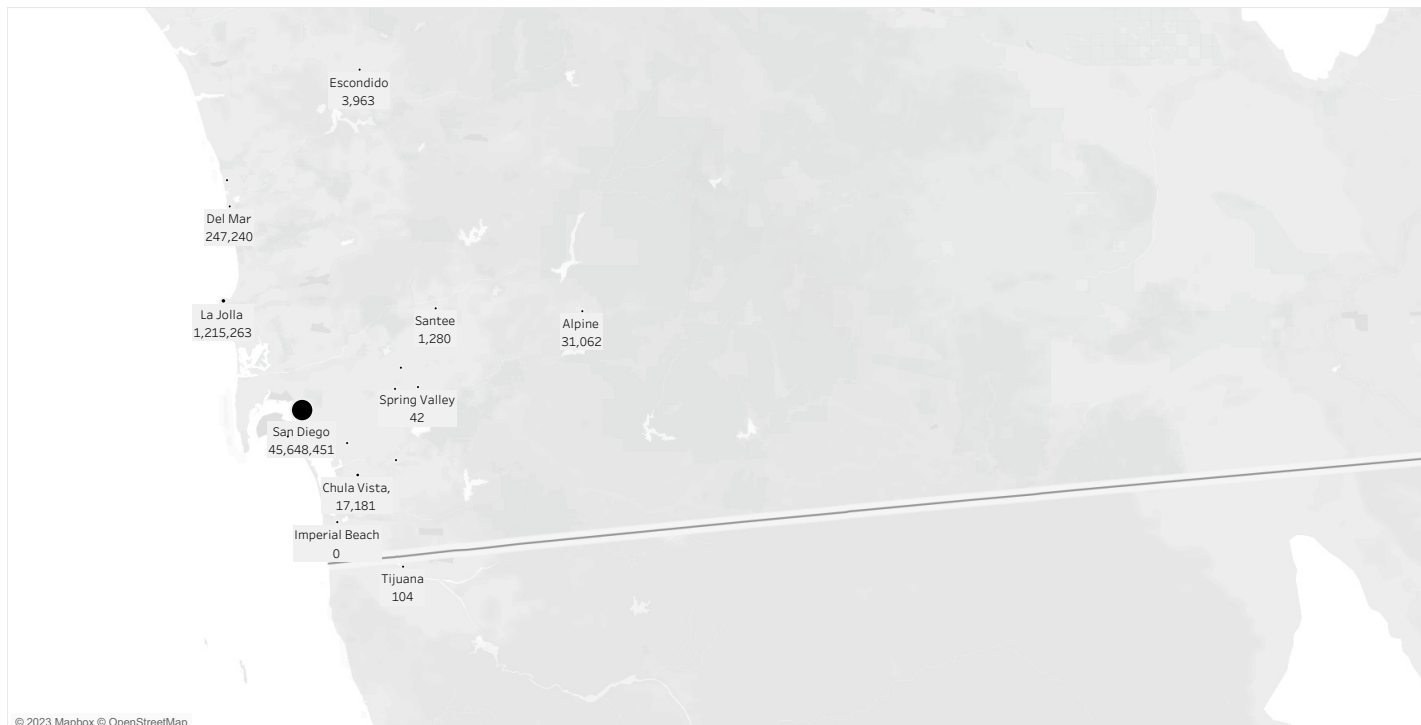 Escondido
3,963
Del Mar
247,240
La Jolla
1,215,263
Santee
1,280
Alpine
31,062
Spring Valley
42
San Diego
45,648,451
Chula Vista,
17,181
Imperial Beach
0
Tijuana
104
© 2023 Mapbox © OpenStreetMap